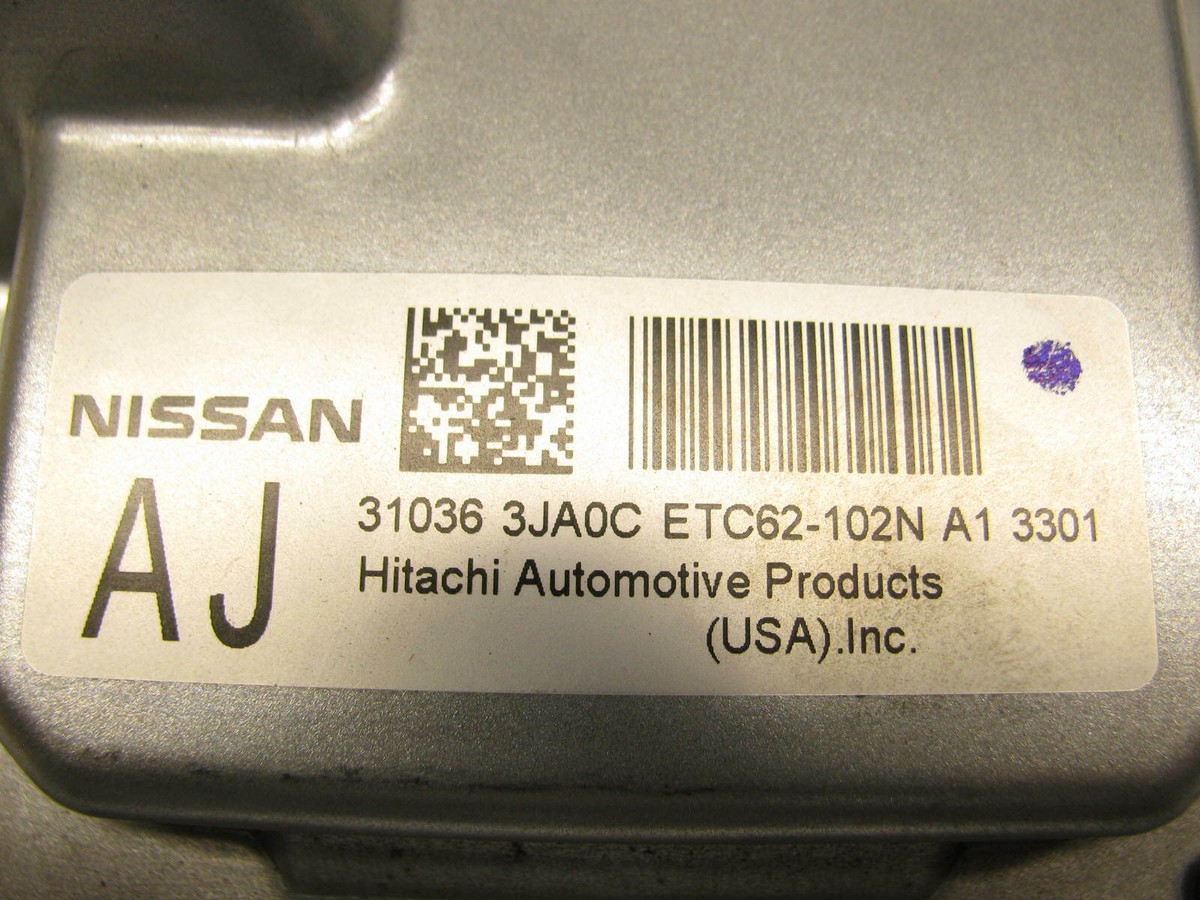 NISSAN
AJ
31036 3JA0C ETC62-102N A1 3301
Hitachi Automotive Products
(USA).Inc.